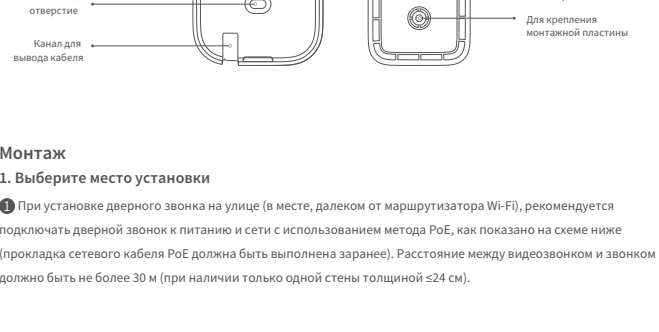 отверстие
Канал для
вывода кабеля
Для крепления
монтажной пластины
Монтаж
1. Выберите место установки
1 При установке дверного звонка на улице (в месте, далеком от маршрутизатора Wi-Fi), рекомендуется
подключать дверной звонок к питанию и сети с использованием метода PoE, как показано на схеме ниже
(прокладка сетевого кабеля PoE должна быть выполнена заранее). Расстояние между видеозвонком и звонком
должно быть не более 30 м (при наличии только одной стены толщиной ≤24 см).